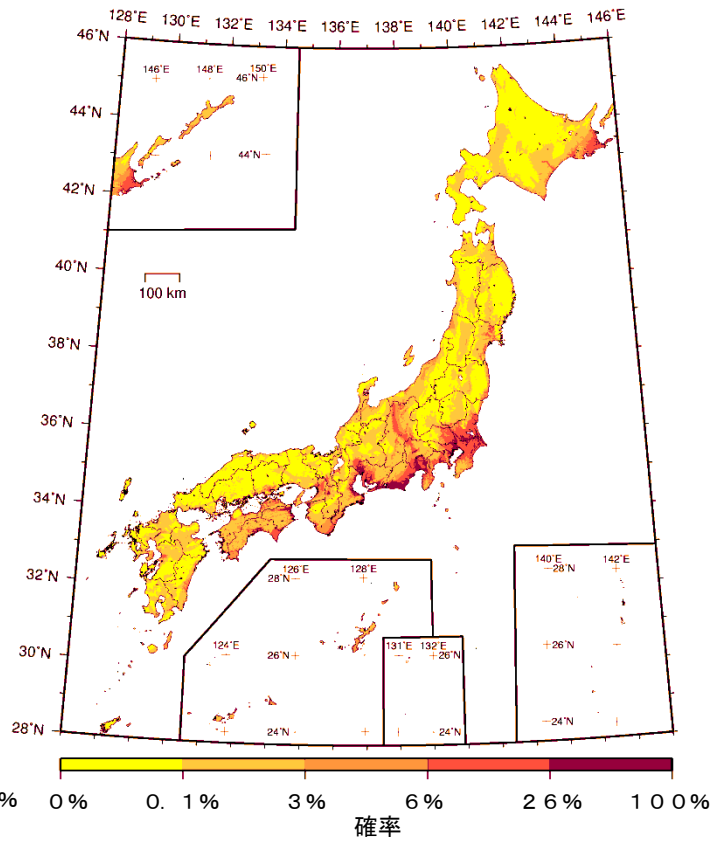 128°E 130°E 132°E 134°E 136°E 138°E 140°E 142°E 144°E 146°E
46°N
146°E 148°E 150°E
46°N
44°N
44°N
42°N
40°N
100 km
38°N
36°N
34°N
32°N
126°E 128°E
28°N
140°E 142°E
28°N
124°E
26°N
131°E 132°E
26°N
26°N
30°N
24°N
24°N
24°N
28°N
% 0% 0.1% 3% 6% 26% 100%
確率